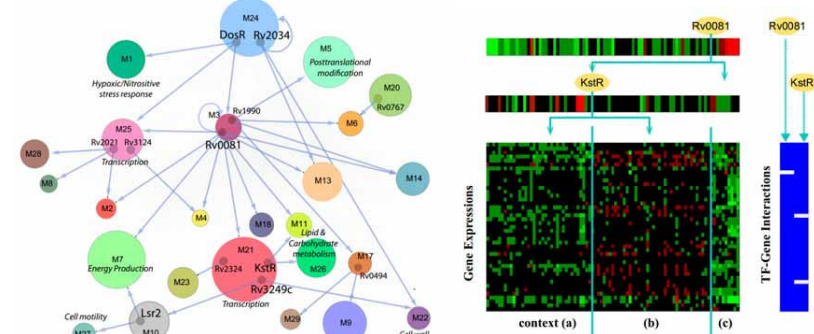 M24
DosR Rv2034
M1
Hypoxic/Nitrositive
stress response
M5
Posttranslational
modification
M20
Rv0767
M3
Rv1990
M6
Rv0081
M25
Rv2021 Rv3124
Transcription
M28
M8
M13
M14
M2
M4
M18
M11
Lipid &
Carbohydrate
metabolism
M7
Energy Production
M21
Rv2324
KstR
M26
M17
Rv0494
M23
Rv3249c
Transcription
Cell motility
Lsr2
M10
M29
M9
M22
Rv0081
Rv0081
KstR
KstR
Gene Expressions
TF-Gene Interactions
context (a) (b) (c)